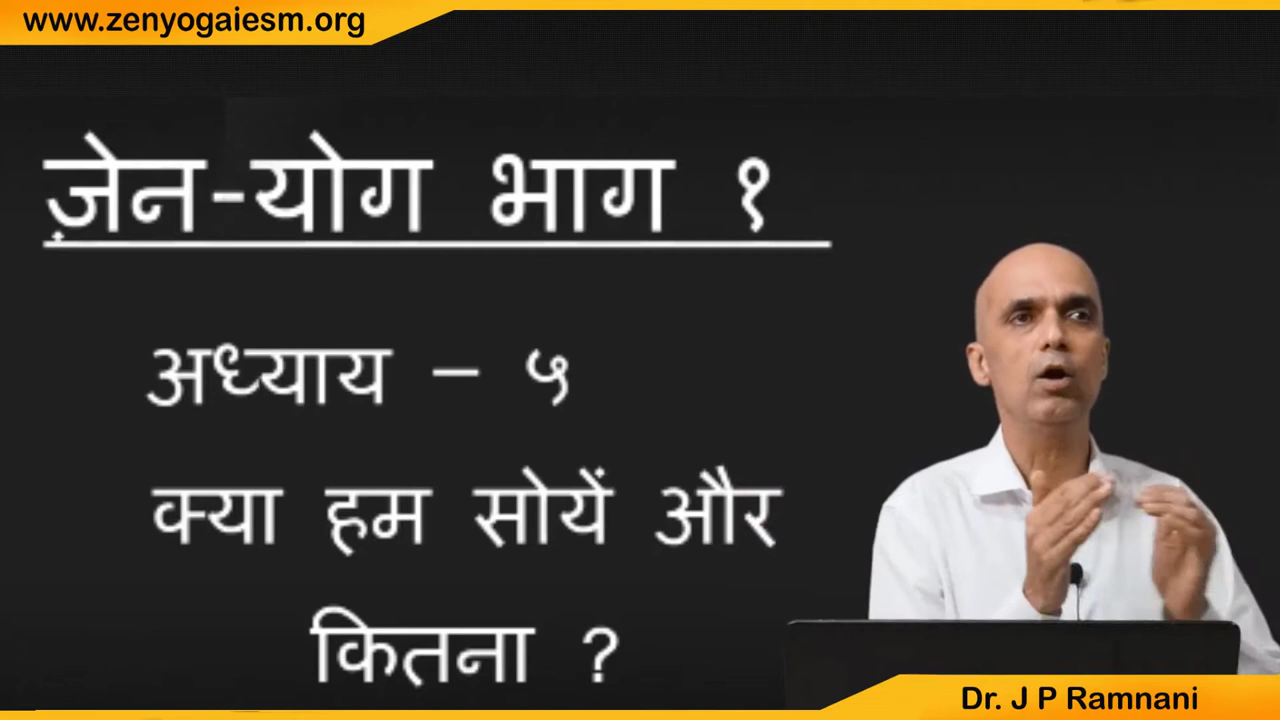 www.zenyogaiesm.org
ज़ेन-योग भाग १
अध्याय – ५
क्या हम सोयें और
कितना ?
Dr. J P Ramnani